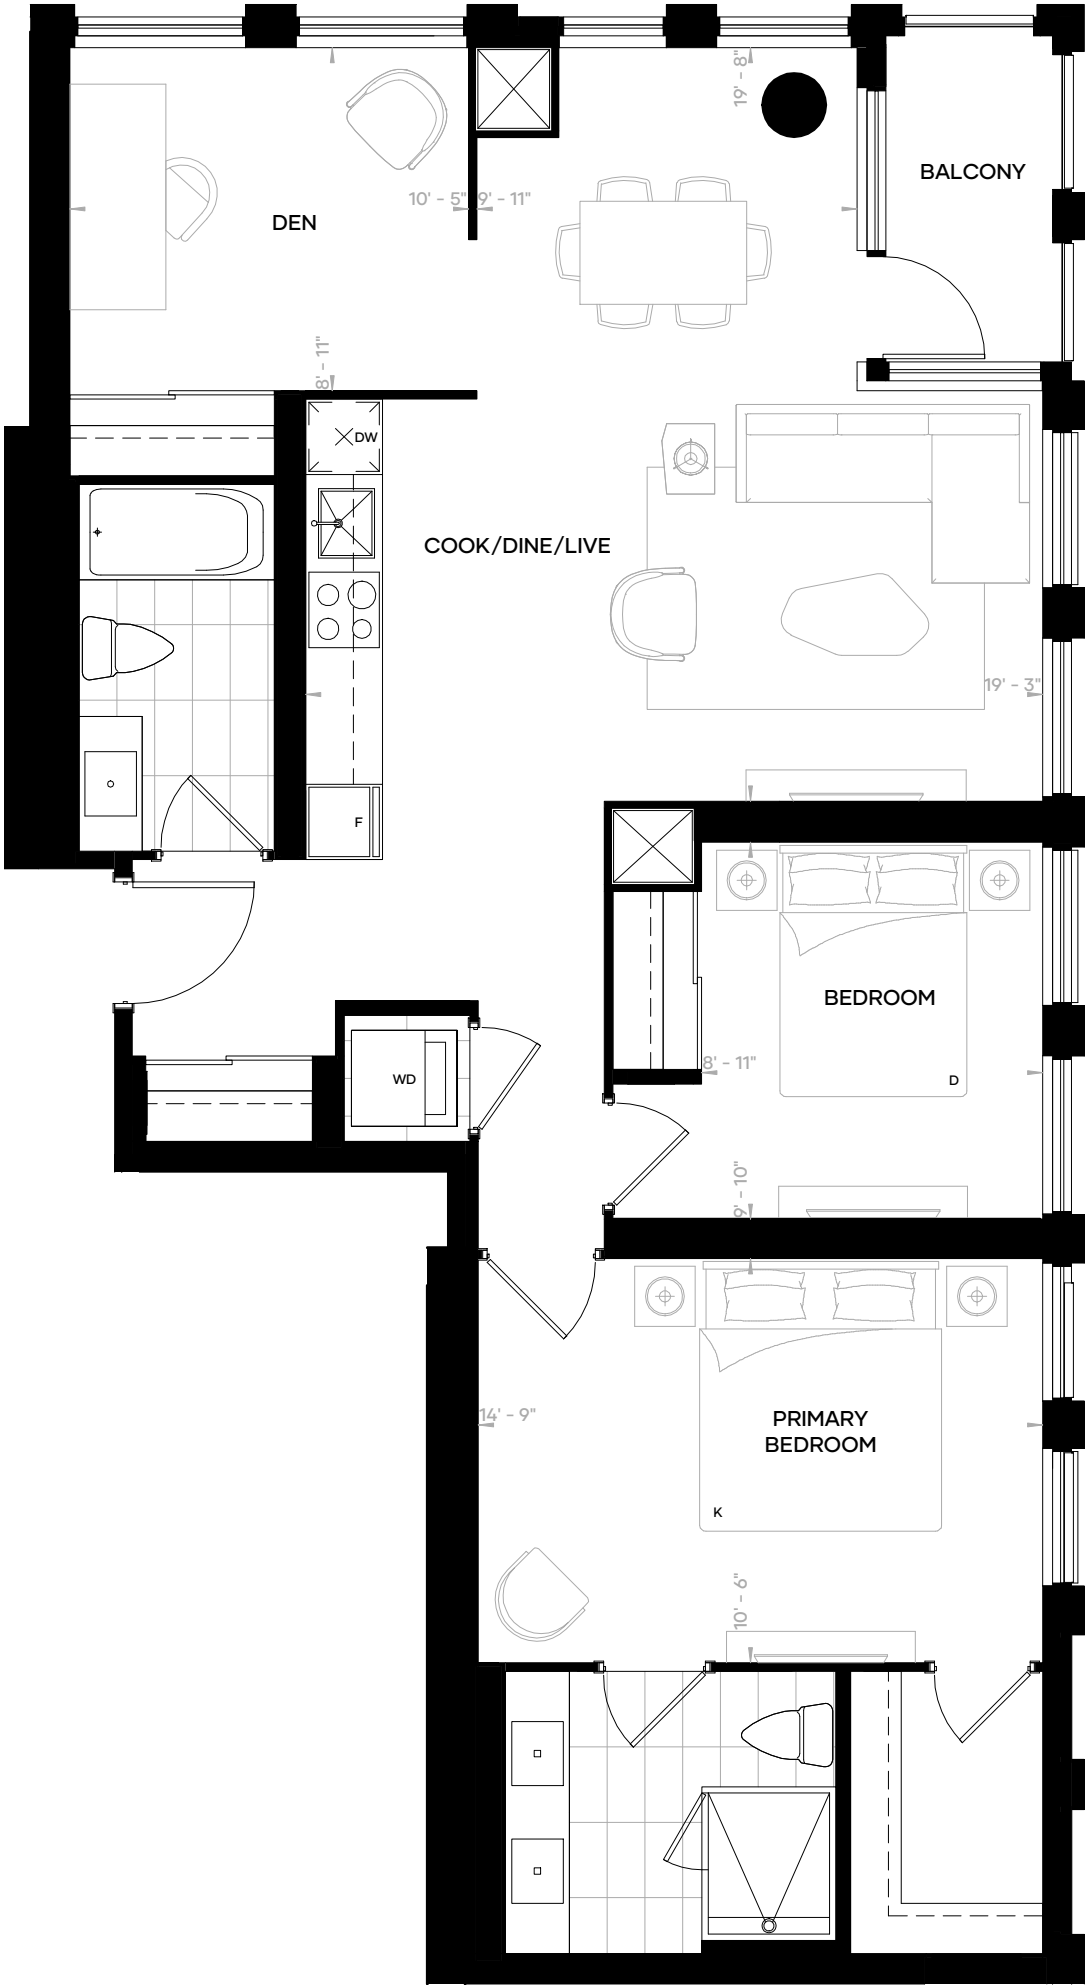 19' - 8"
BALCONY
10' - 5"
9' - 11"
DEN
8' - 11"
DW
COOK/DINE/LIVE
19' - 3"
F
BEDROOM
8' - 11"
WD
D
9' - 10"
14' - 9"
PRIMARY
BEDROOM
K
10' - 6"